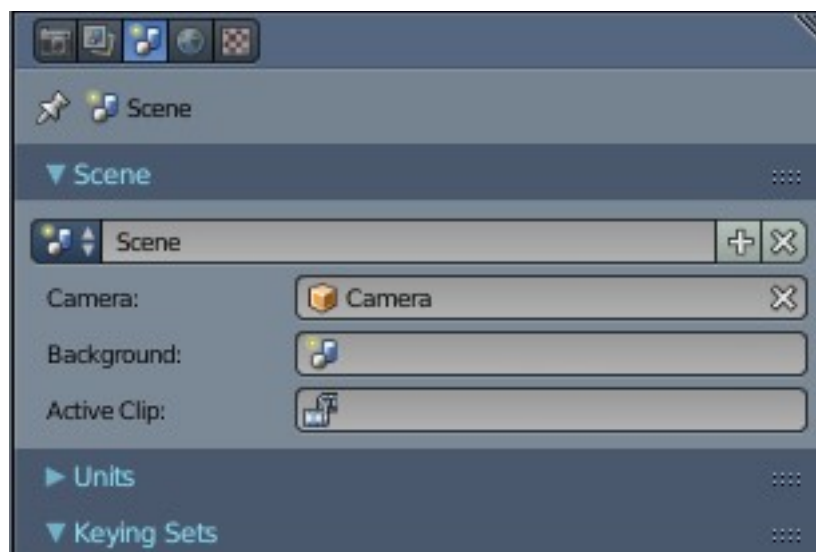 Scene
Scene
Scene
Camera: Camera
Background:
Active Clip:
Units
Keying Sets